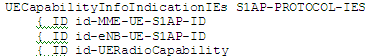 UECapabilityInfoIndicationIEs S1AP-PROTOCOL-IES
{ ID id-MME-UE-S1AP-ID
{ ID id-eNB-UE-S1AP-ID
{ ID id-UERadioCapability